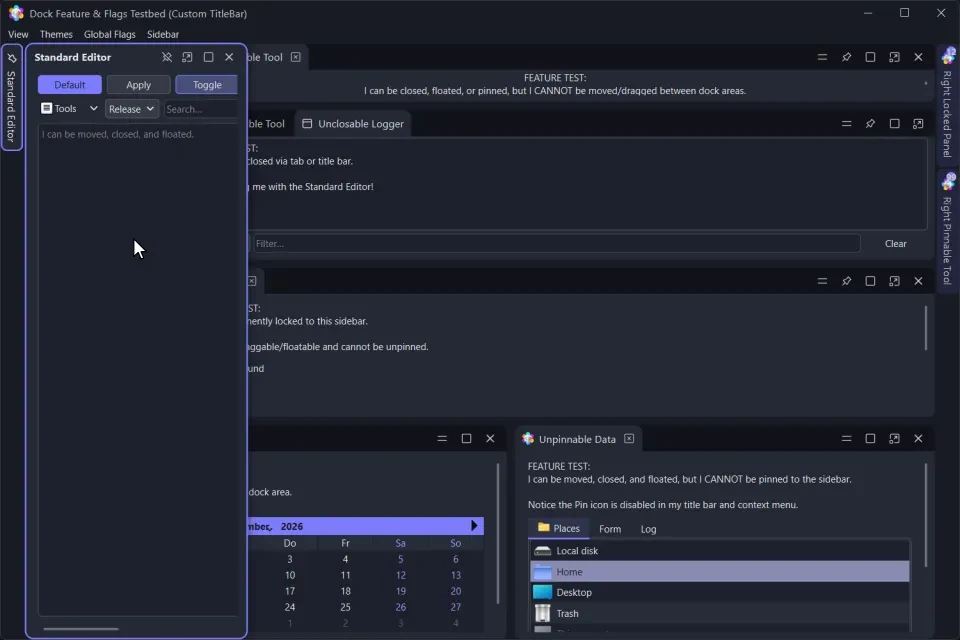 Dock Feature & Flags Testbed (Custom TitleBar)
View Themes Global Flags Sidebar
Standard Editor
Standard Editor
Default Apply Toggle
Tools Release Search...
I can be moved, closed, and floated.
ble Tool
FEATURE TEST:
I can be closed, floated, or pinned, but I CANNOT be moved/dragged between dock areas.
ble Tool Unclosable Logger
ST:
closed via tab or title bar.
me with the Standard Editor!
Filter... Clear
ST:
nently locked to this sidebar.
aggable/floatable and cannot be unpinned.
und
dock area.
2026
Do Fr Sa So
3 4 5 6
10 11 12 13
17 18 19 20
24 25 26 27
1 2 3 4
Unpinnable Data
FEATURE TEST:
I can be moved, closed, and floated, but I CANNOT be pinned to the sidebar.
Notice the Pin icon is disabled in my title bar and context menu.
Places Form Log
Local disk
Home
Desktop
Trash
Right Locked Panel
Right Pinnable Tool